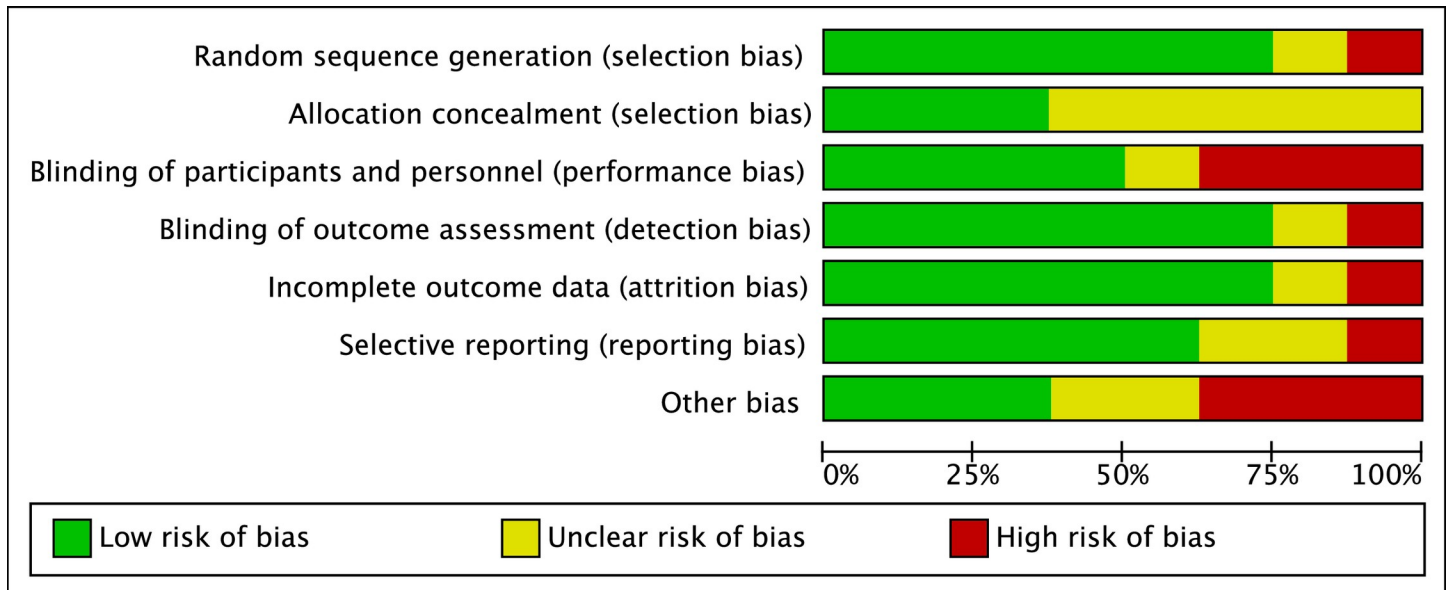 Random sequence generation (selection bias)
Allocation concealment (selection bias)
Blinding of participants and personnel (performance bias)
Blinding of outcome assessment (detection bias)
Incomplete outcome data (attrition bias)
Selective reporting (reporting bias)
Other bias
0% 25% 50% 75% 100%
Low risk of bias Unclear risk of bias High risk of bias